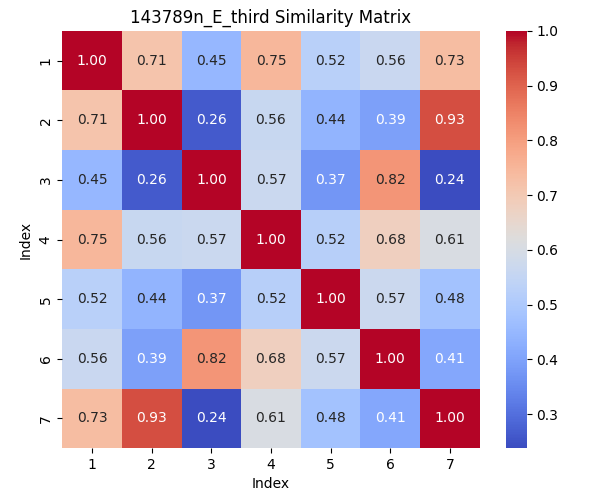 143789n_E_third Similarity Matrix
1 1.00 0.71 0.45 0.75 0.52 0.56 0.73
2 0.71 1.00 0.26 0.56 0.44 0.39 0.93
3 0.45 0.26 1.00 0.57 0.37 0.82 0.24
4 0.75 0.56 0.57 1.00 0.52 0.68 0.61
5 0.52 0.44 0.37 0.52 1.00 0.57 0.48
6 0.56 0.39 0.82 0.68 0.57 1.00 0.41
7 0.73 0.93 0.24 0.61 0.48 0.41 1.00
1 2 3 4 5 6 7
Index
Index
1.0
0.9
0.8
0.7
0.6
0.5
0.4
0.3